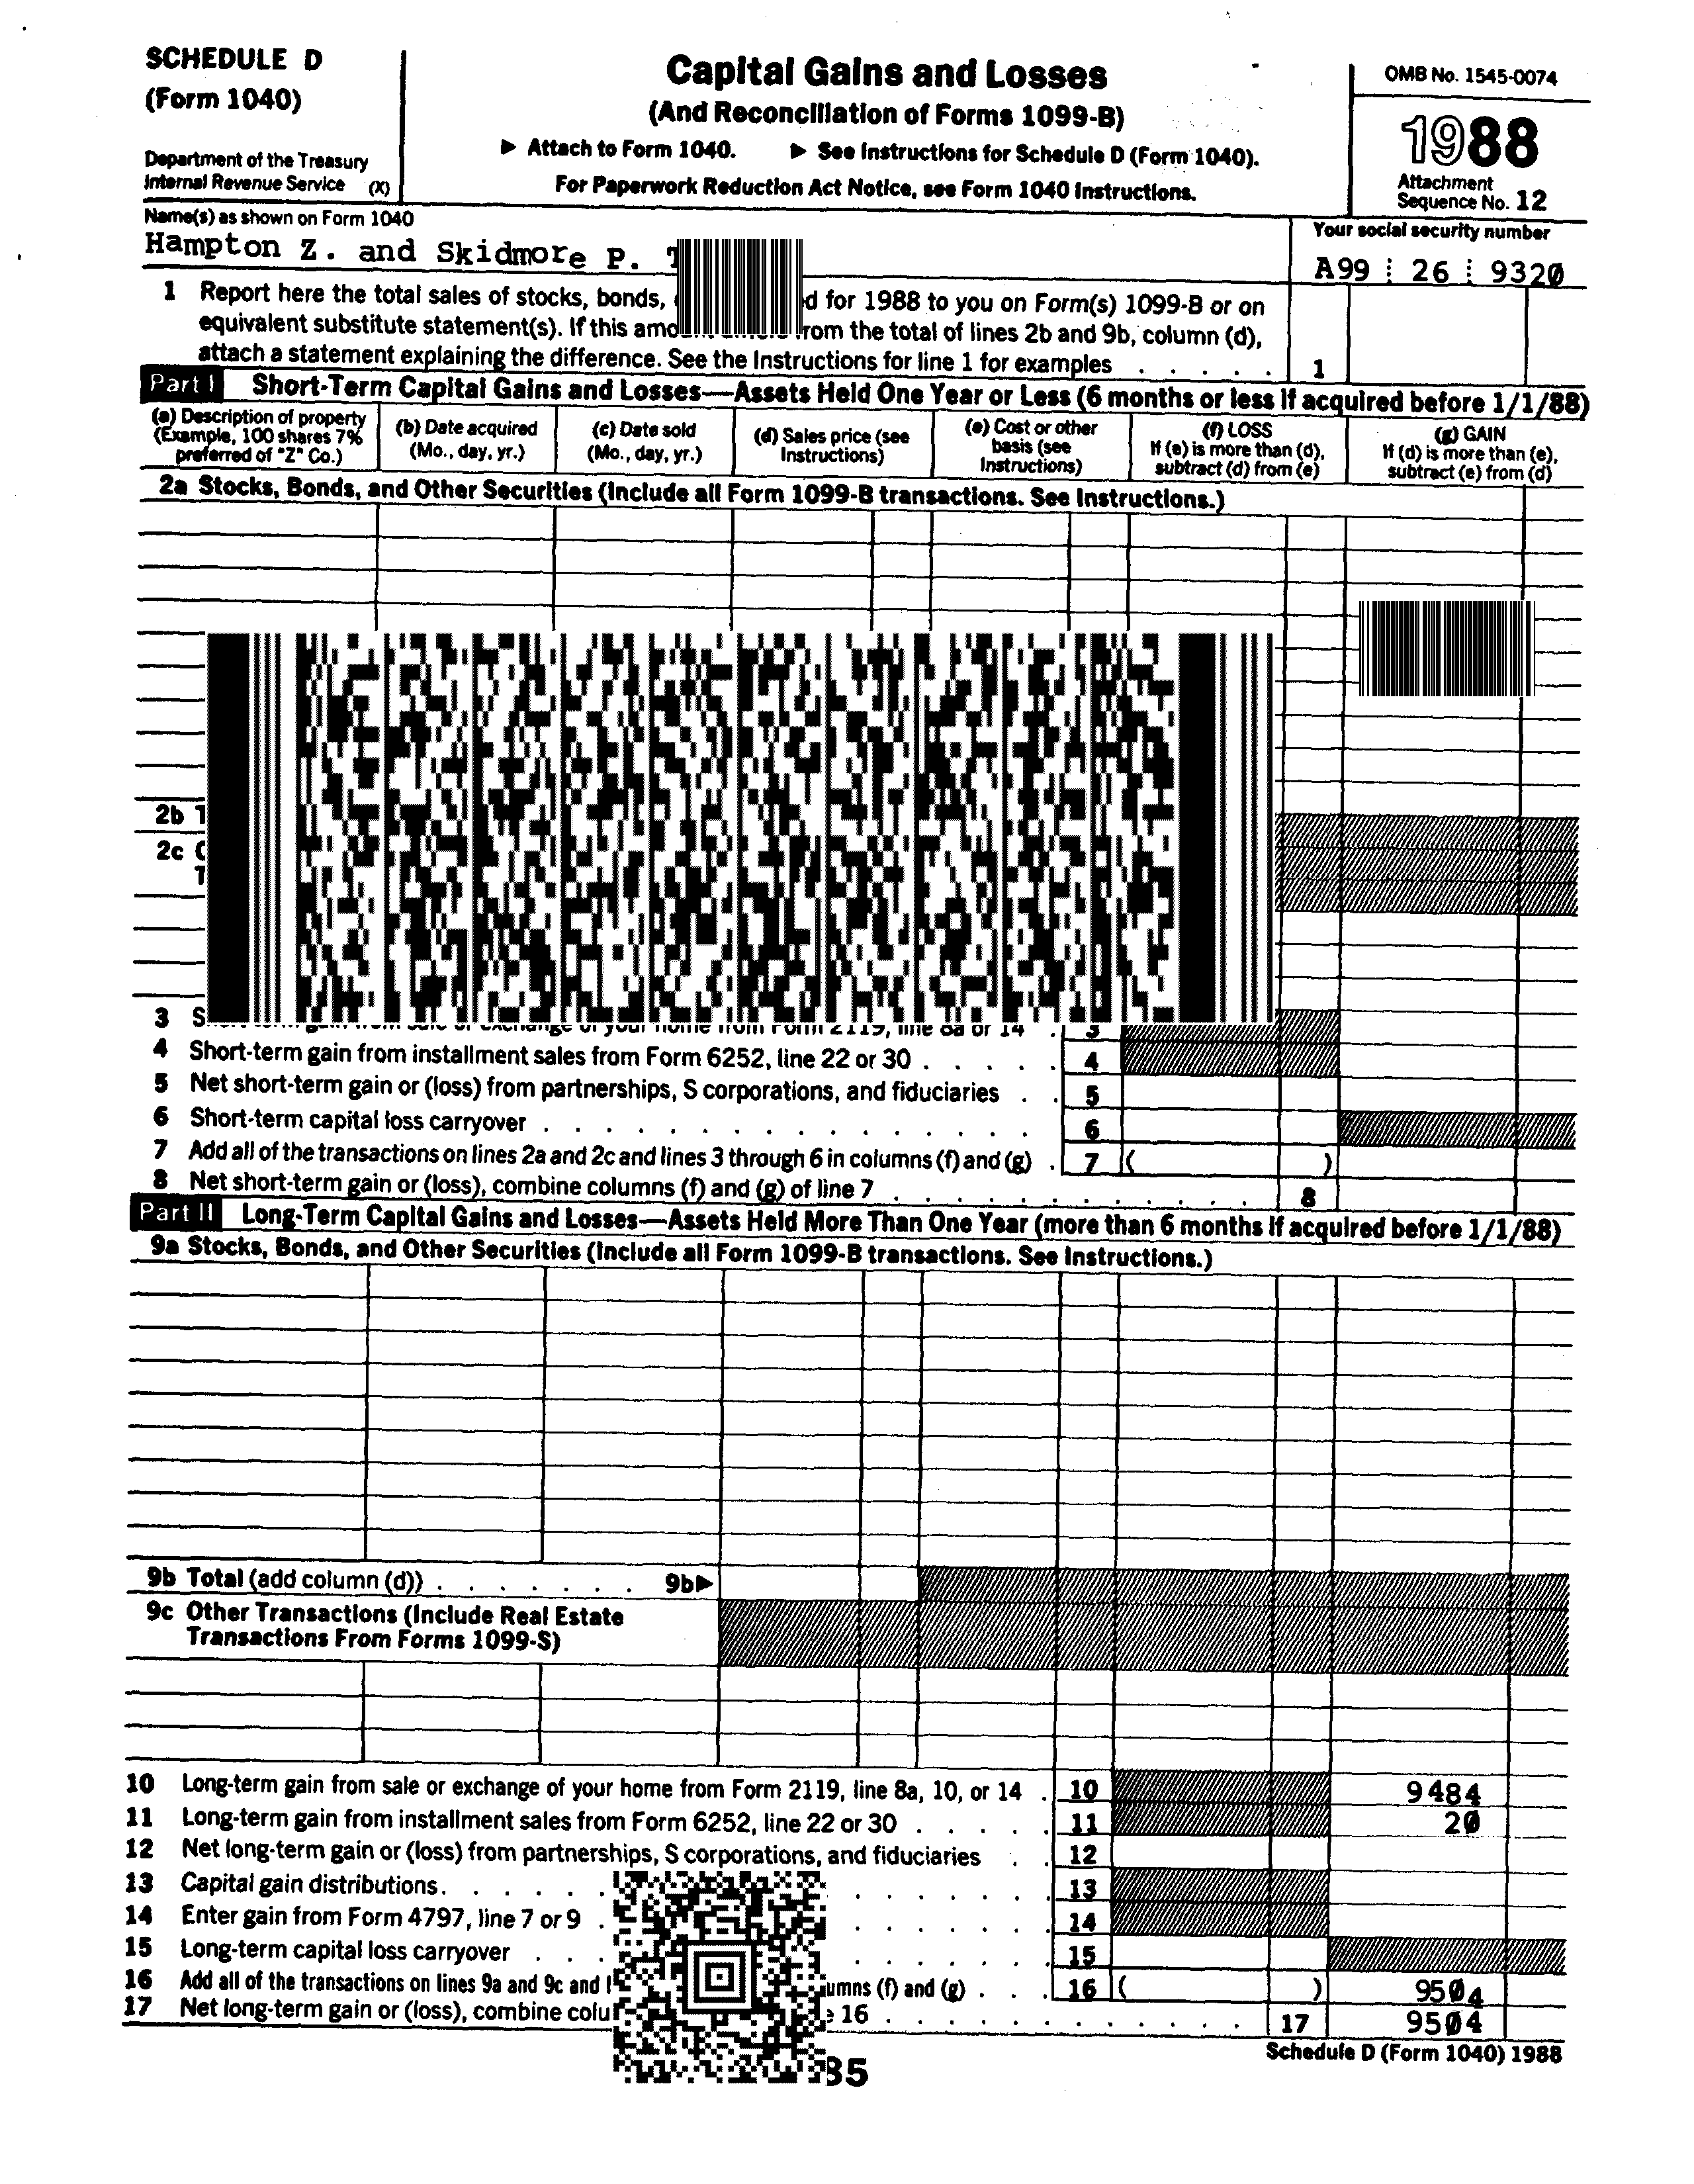 SCHEDULE D
(Form 1040)
Department of the Treasury
Internal Revenue Service (X)
Capital Gains and Losses
(And Reconciliation of Forms 1099-B)
▶ Attach to Form 1040. ▶ See Instructions for Schedule D (Form 1040).
For Paperwork Reduction Act Notice, see Form 1040 Instructions.
OMB No. 1545-0074
1988
Attachment
Sequence No. 12
Name(s) as shown on Form 1040
Hampton Z. and Skidmore P.
Your social security number
A99 26 9320
1 Report here the total sales of stocks, bonds, for 1988 to you on Form(s) 1099-B or on
equivalent substitute statement(s). If this from the total of lines 2b and 9b, column (d),
attach a statement explaining the difference. See the Instructions for line 1 for examples . . . . . 1
Part I Short-Term Capital Gains and Losses—Assets Held One Year or Less (6 months or less if acquired before 1/1/88)
(a) Description of property
(Example, 100 shares 7%
preferred of "Z" Co.)
(b) Date acquired
(Mo., day, yr.)
(c) Date sold
(Mo., day, yr.)
(d) Sales price (see
Instructions)
(e) Cost or other
basis (see
Instructions)
(f) LOSS
If (e) is more than (d),
subtract (d) from (e)
(g) GAIN
If (d) is more than (e),
subtract (e) from (d)
2a Stocks, Bonds, and Other Securities (Include all Form 1099-B transactions. See Instructions.)
2b
2c
3 exchange of your home from Form 2119, line 8a or 14 . 3
4 Short-term gain from installment sales from Form 6252, line 22 or 30 . . . . . 4
5 Net short-term gain or (loss) from partnerships, S corporations, and fiduciaries . . 5
6 Short-term capital loss carryover . . . . . . . . . . . . . . . . 6
7 Add all of the transactions on lines 2a and 2c and lines 3 through 6 in columns (f) and (g) . 7 ( )
8 Net short-term gain or (loss), combine columns (f) and (g) of line 7 . . . . . . . . . . . . . 8
Part II Long-Term Capital Gains and Losses—Assets Held More Than One Year (more than 6 months if acquired before 1/1/88)
9a Stocks, Bonds, and Other Securities (Include all Form 1099-B transactions. See Instructions.)
9b Total (add column (d)) . . . . . . . 9b▶
9c Other Transactions (Include Real Estate
Transactions From Forms 1099-S)
10 Long-term gain from sale or exchange of your home from Form 2119, line 8a, 10, or 14 . 10 9484
11 Long-term gain from installment sales from Form 6252, line 22 or 30 . . . . . 11 20
12 Net long-term gain or (loss) from partnerships, S corporations, and fiduciaries . . 12
13 Capital gain distributions. . . . . . . . . . . . 13
14 Enter gain from Form 4797, line 7 or 9 . . . . . . . 14
15 Long-term capital loss carryover . . . . . . . . . 15
16 Add all of the transactions on lines 9a and 9c and (f) and (g) . . . 16 ( ) 9504
17 Net long-term gain or (loss), combine 16 . . . . . . . . . . . . 17 9504
Schedule D (Form 1040) 1988